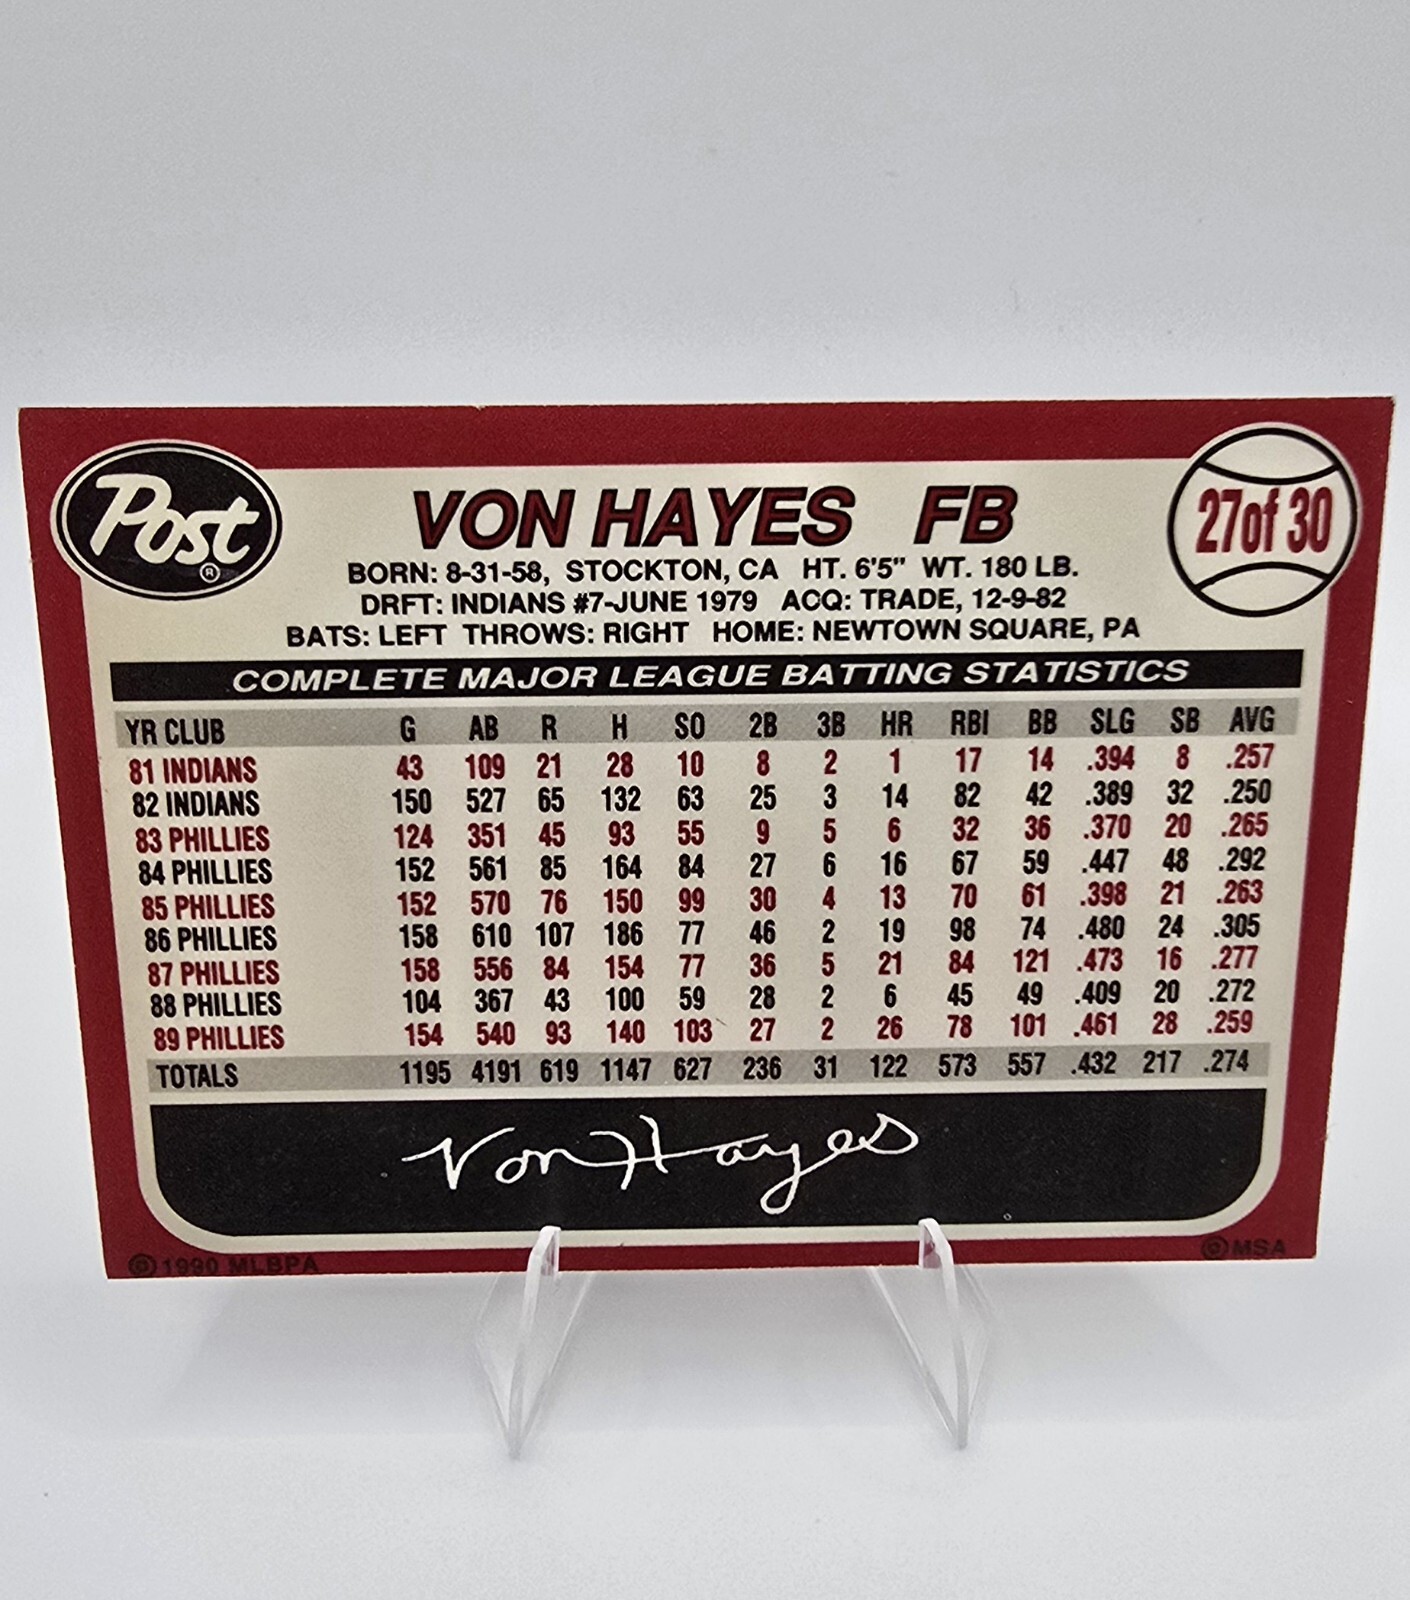 Post ®
VON HAYES FB
27 of 30
BORN: 8-31-58, STOCKTON, CA HT. 6'5" WT. 180 LB.
DRFT: INDIANS #7-JUNE 1979 ACQ: TRADE, 12-9-82
BATS: LEFT THROWS: RIGHT HOME: NEWTOWN SQUARE, PA
COMPLETE MAJOR LEAGUE BATTING STATISTICS
YR CLUB G AB R H SO 2B 3B HR RBI BB SLG SB AVG
81 INDIANS 43 109 21 28 10 8 2 1 17 14 .394 8 .257
82 INDIANS 150 527 65 132 63 25 3 14 82 42 .389 32 .250
83 PHILLIES 124 351 45 93 55 9 5 6 32 36 .370 20 .265
84 PHILLIES 152 561 85 164 84 27 6 16 67 59 .447 48 .292
85 PHILLIES 152 570 76 150 99 30 4 13 70 61 .398 21 .263
86 PHILLIES 158 610 107 186 77 46 2 19 98 74 .480 24 .305
87 PHILLIES 158 556 84 154 77 36 5 21 84 121 .473 16 .277
88 PHILLIES 104 367 43 100 59 28 2 6 45 49 .409 20 .272
89 PHILLIES 154 540 93 140 103 27 2 26 78 101 .461 28 .259
TOTALS 1195 4191 619 1147 627 236 31 122 573 557 .432 217 .274
Von Hayes
© 1990 MLBPA
© MSA